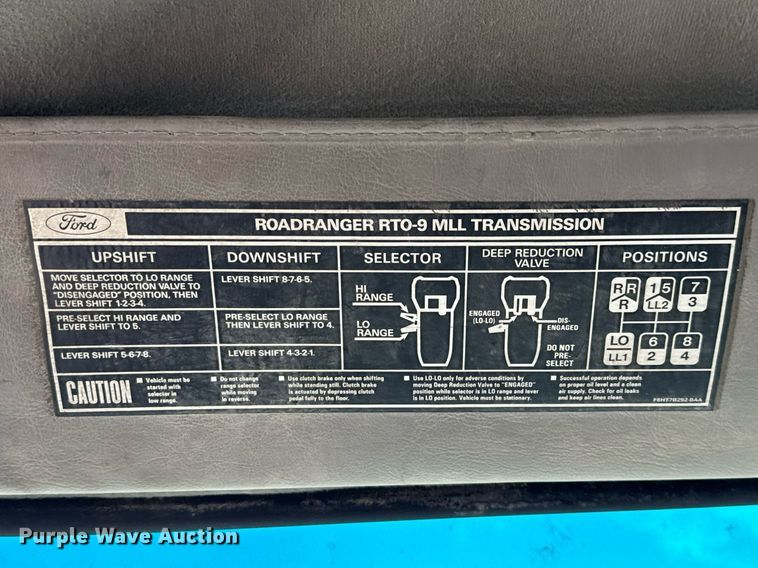 Ford
ROADRANGER RTO-9 MLL TRANSMISSION
UPSHIFT
DOWNSHIFT
SELECTOR
DEEP REDUCTION
VALVE
POSITIONS
MOVE SELECTOR TO LO RANGE
AND DEEP REDUCTION VALVE TO
"DISENGAGED" POSITION, THEN
LEVER SHIFT 1-2-3-4.
LEVER SHIFT 8-7-6-5.
PRE-SELECT HI RANGE AND
LEVER SHIFT TO 5.
PRE-SELECT LO RANGE
THEN LEVER SHIFT TO 4.
LEVER SHIFT 5-6-7-8.
LEVER SHIFT 4-3-2-1.
HI
RANGE
LO
RANGE
ENGAGED
(LO-LO)
DIS-
ENGAGED
DO NOT
PRE-
SELECT
R R
R
1 5
LL2
7
3
LO
LL1
6
2
8
4
CAUTION
■ Vehicle must be
started with
selector in
low range.
■ Do not change
range selector
while moving
in reverse.
■ Use clutch brake only when shifting
while standing still. Clutch brake
is actuated by depressing clutch
pedal fully to the floor.
■ Use LO-LO only for adverse conditions by
moving Deep Reduction Valve to "ENGAGED"
position while selector is in LO range and lever
is in LO position. Vehicle must be stationary.
■ Successful operation depends
on proper oil level and a clean
air supply. Check for oil leaks
and keep air lines clean.
F6HT-7B292-BAA
Purple Wave Auction